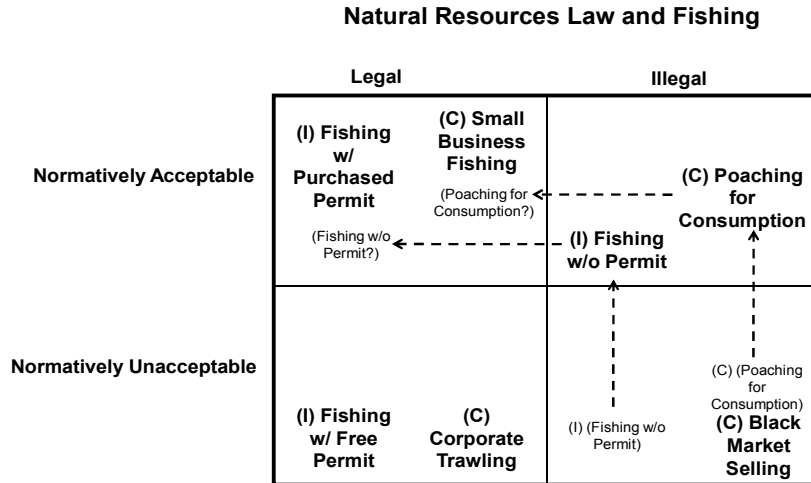 Natural Resources Law and Fishing
Legal
Illegal
Normatively Acceptable
(I) Fishing
w/
Purchased
Permit
(C) Small
Business
Fishing
(Poaching for
Consumption?)
(Fishing w/o
Permit?)
(C) Poaching
for
Consumption
(I) Fishing
w/o Permit
Normatively Unacceptable
(I) Fishing
w/ Free
Permit
(C)
Corporate
Trawling
(I) (Fishing w/o
Permit)
(C) (Poaching
for
Consumption)
(C) Black
Market
Selling